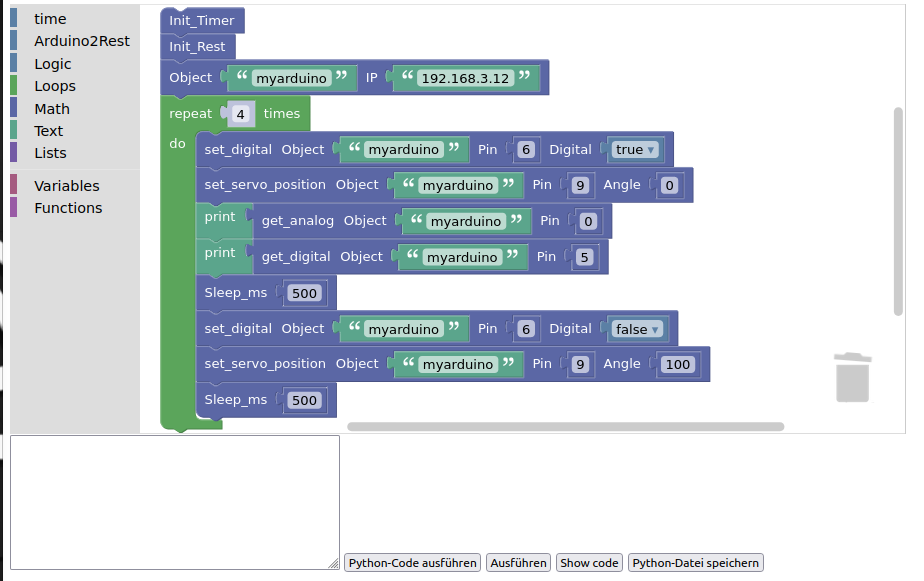 time
Arduino2Rest
Logic
Loops
Math
Text
Lists
Variables
Functions
Init_Timer
Init_Rest
Object “ myarduino ” IP “ 192.168.3.12 ”
repeat 4 times
do
set_digital Object “ myarduino ” Pin 6 Digital true ▾
set_servo_position Object “ myarduino ” Pin 9 Angle 0
print get_analog Object “ myarduino ” Pin 0
print get_digital Object “ myarduino ” Pin 5
Sleep_ms 500
set_digital Object “ myarduino ” Pin 6 Digital false ▾
set_servo_position Object “ myarduino ” Pin 9 Angle 100
Sleep_ms 500
Python-Code ausführen Ausführen Show code Python-Datei speichern